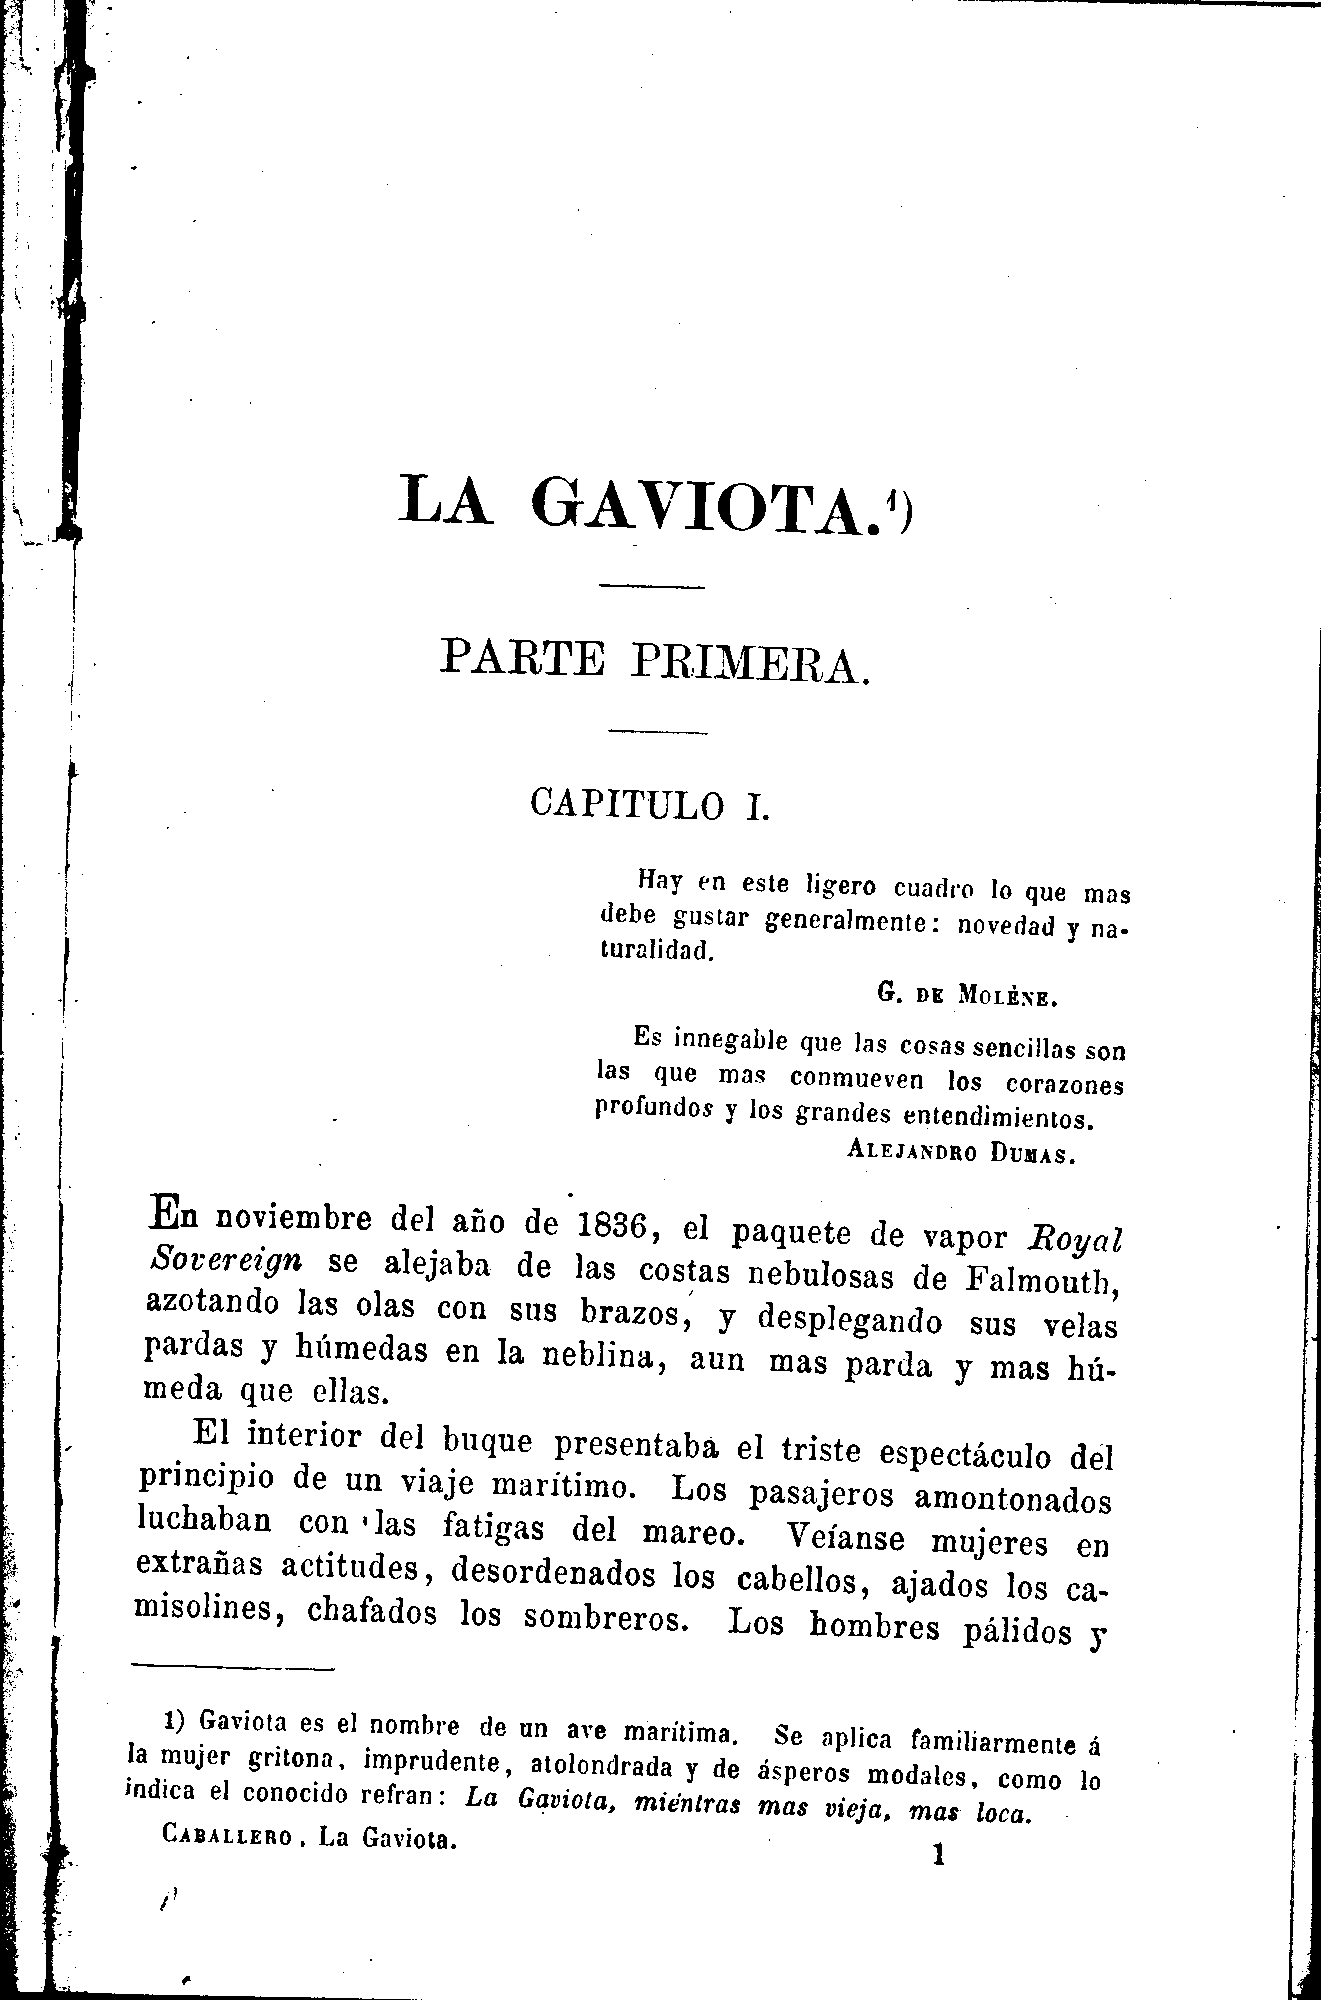 LA GAVIOTA.¹)
PARTE PRIMERA.
CAPITULO I.
Hay en este ligero cuadro lo que mas
debe gustar generalmente: novedad y na-
turalidad.
G. DE MOLÈNE.
Es innegable que las cosas sencillas son
las que mas conmueven los corazones
profundos y los grandes entendimientos.
ALEJANDRO DUMAS.
En noviembre del año de 1836, el paquete de vapor Royal
Sovereign se alejaba de las costas nebulosas de Falmouth,
azotando las olas con sus brazos, y desplegando sus velas
pardas y húmedas en la neblina, aun mas parda y mas hú-
meda que ellas.
El interior del buque presentaba el triste espectáculo del
principio de un viaje marítimo. Los pasajeros amontonados
luchaban con las fatigas del mareo. Veíanse mujeres en
extrañas actitudes, desordenados los cabellos, ajados los ca-
misolines, chafados los sombreros. Los hombres pálidos y
1) Gaviota es el nombre de un ave marítima. Se aplica familiarmente á
la mujer gritona, imprudente, atolondrada y de ásperos modales, como lo
indica el conocido refran: La Gaviota, miéntras mas vieja, mas loca.
CABALLERO, La Gaviota.
1